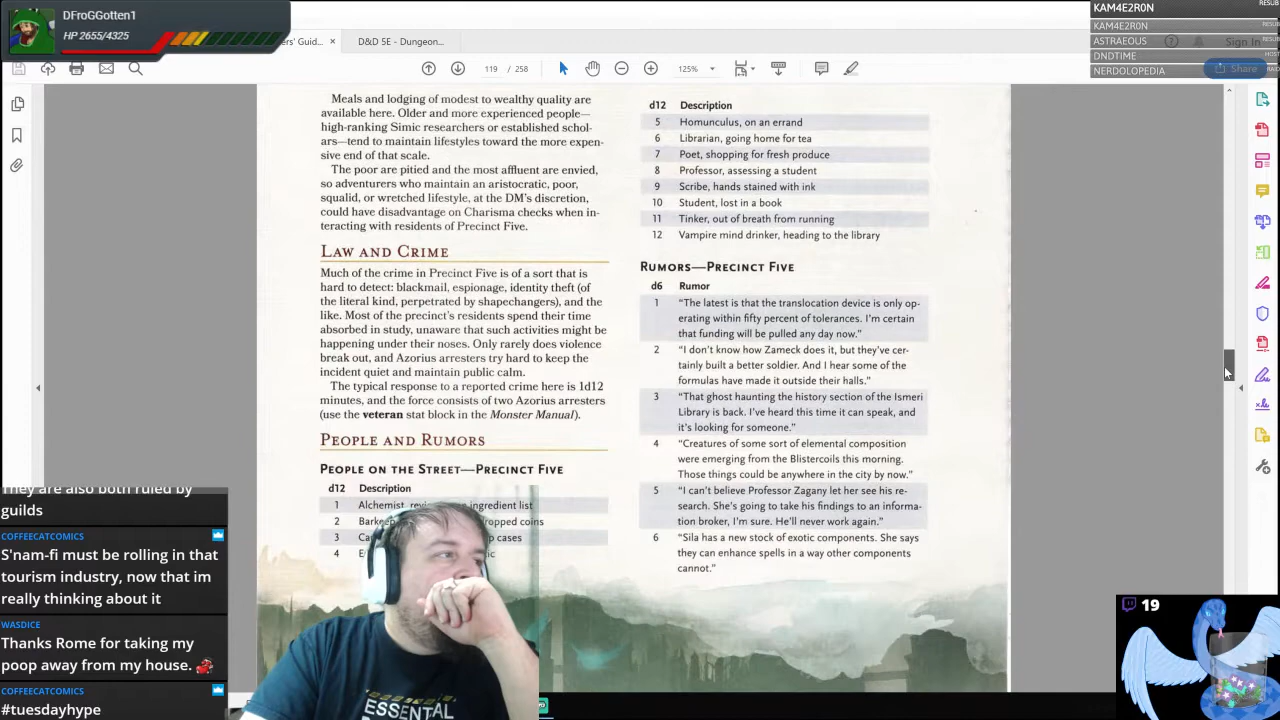 DFroGGotten1
HP 2655/4325
ers' Guid...
D&D 5E - Dungeon...
KAM4E2R0N
KAM4E2R0N
ASTRAEOUS
DNDTIME
NERDOLOPEDIA
RESUB
RESUB
RESUB
HOST
RAID
Sign In
Share
119 / 258
125%
Meals and lodging of modest to wealthy quality are
available here. Older and more experienced people—
high-ranking Simic researchers or established schol-
ars—tend to maintain lifestyles toward the more expen-
sive end of that scale.
The poor are pitied and the most affluent are envied,
so adventurers who maintain an aristocratic, poor,
squalid, or wretched lifestyle, at the DM's discretion,
could have disadvantage on Charisma checks when in-
teracting with residents of Precinct Five.
LAW AND CRIME
Much of the crime in Precinct Five is of a sort that is
hard to detect: blackmail, espionage, identity theft (of
the literal kind, perpetrated by shapechangers), and the
like. Most of the precinct's residents spend their time
absorbed in study, unaware that such activities might be
happening under their noses. Only rarely does violence
break out, and Azorius arresters try hard to keep the
incident quiet and maintain public calm.
The typical response to a reported crime here is 1d12
minutes, and the force consists of two Azorius arresters
(use the veteran stat block in the Monster Manual).
PEOPLE AND RUMORS
PEOPLE ON THE STREET—PRECINCT FIVE
d12 Description
1 Alchemist, ingredient list
2 dropped coins
3 cases
4
d12 Description
5 Homunculus, on an errand
6 Librarian, going home for tea
7 Poet, shopping for fresh produce
8 Professor, assessing a student
9 Scribe, hands stained with ink
10 Student, lost in a book
11 Tinker, out of breath from running
12 Vampire mind drinker, heading to the library
RUMORS—PRECINCT FIVE
d6 Rumor
1 "The latest is that the translocation device is only op-
erating within fifty percent of tolerances. I'm certain
that funding will be pulled any day now."
2 "I don't know how Zameck does it, but they've cer-
tainly built a better soldier. And I hear some of the
formulas have made it outside their halls."
3 "That ghost haunting the history section of the Ismeri
Library is back. I've heard this time it can speak, and
it's looking for someone."
4 "Creatures of some sort of elemental composition
were emerging from the Blistercoils this morning.
Those things could be anywhere in the city by now."
5 "I can't believe Professor Zagany let her see his re-
search. She's going to take his findings to an informa-
tion broker, I'm sure. He'll never work again."
6 "Sila has a new stock of exotic components. She says
they can enhance spells in a way other components
cannot."
They are also both ruled by
guilds
COFFEECATCOMICS
S'nam-fi must be rolling in that
tourism industry, now that im
really thinking about it
WASDICE
Thanks Rome for taking my
poop away from my house.
COFFEECATCOMICS
#tuesdayhype
ESSENTIAL
19